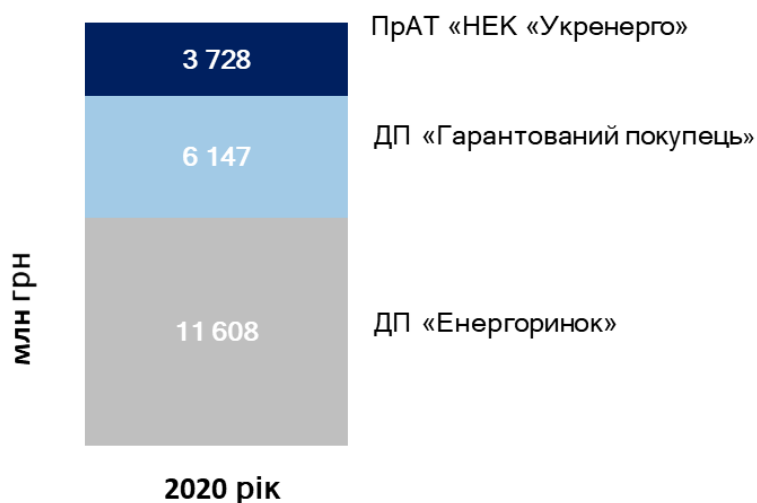 ПрАТ «НЕК «Укренерго»
3 728
ДП «Гарантований покупець»
6 147
ДП «Енергоринок»
11 608
млн грн
2020 рік